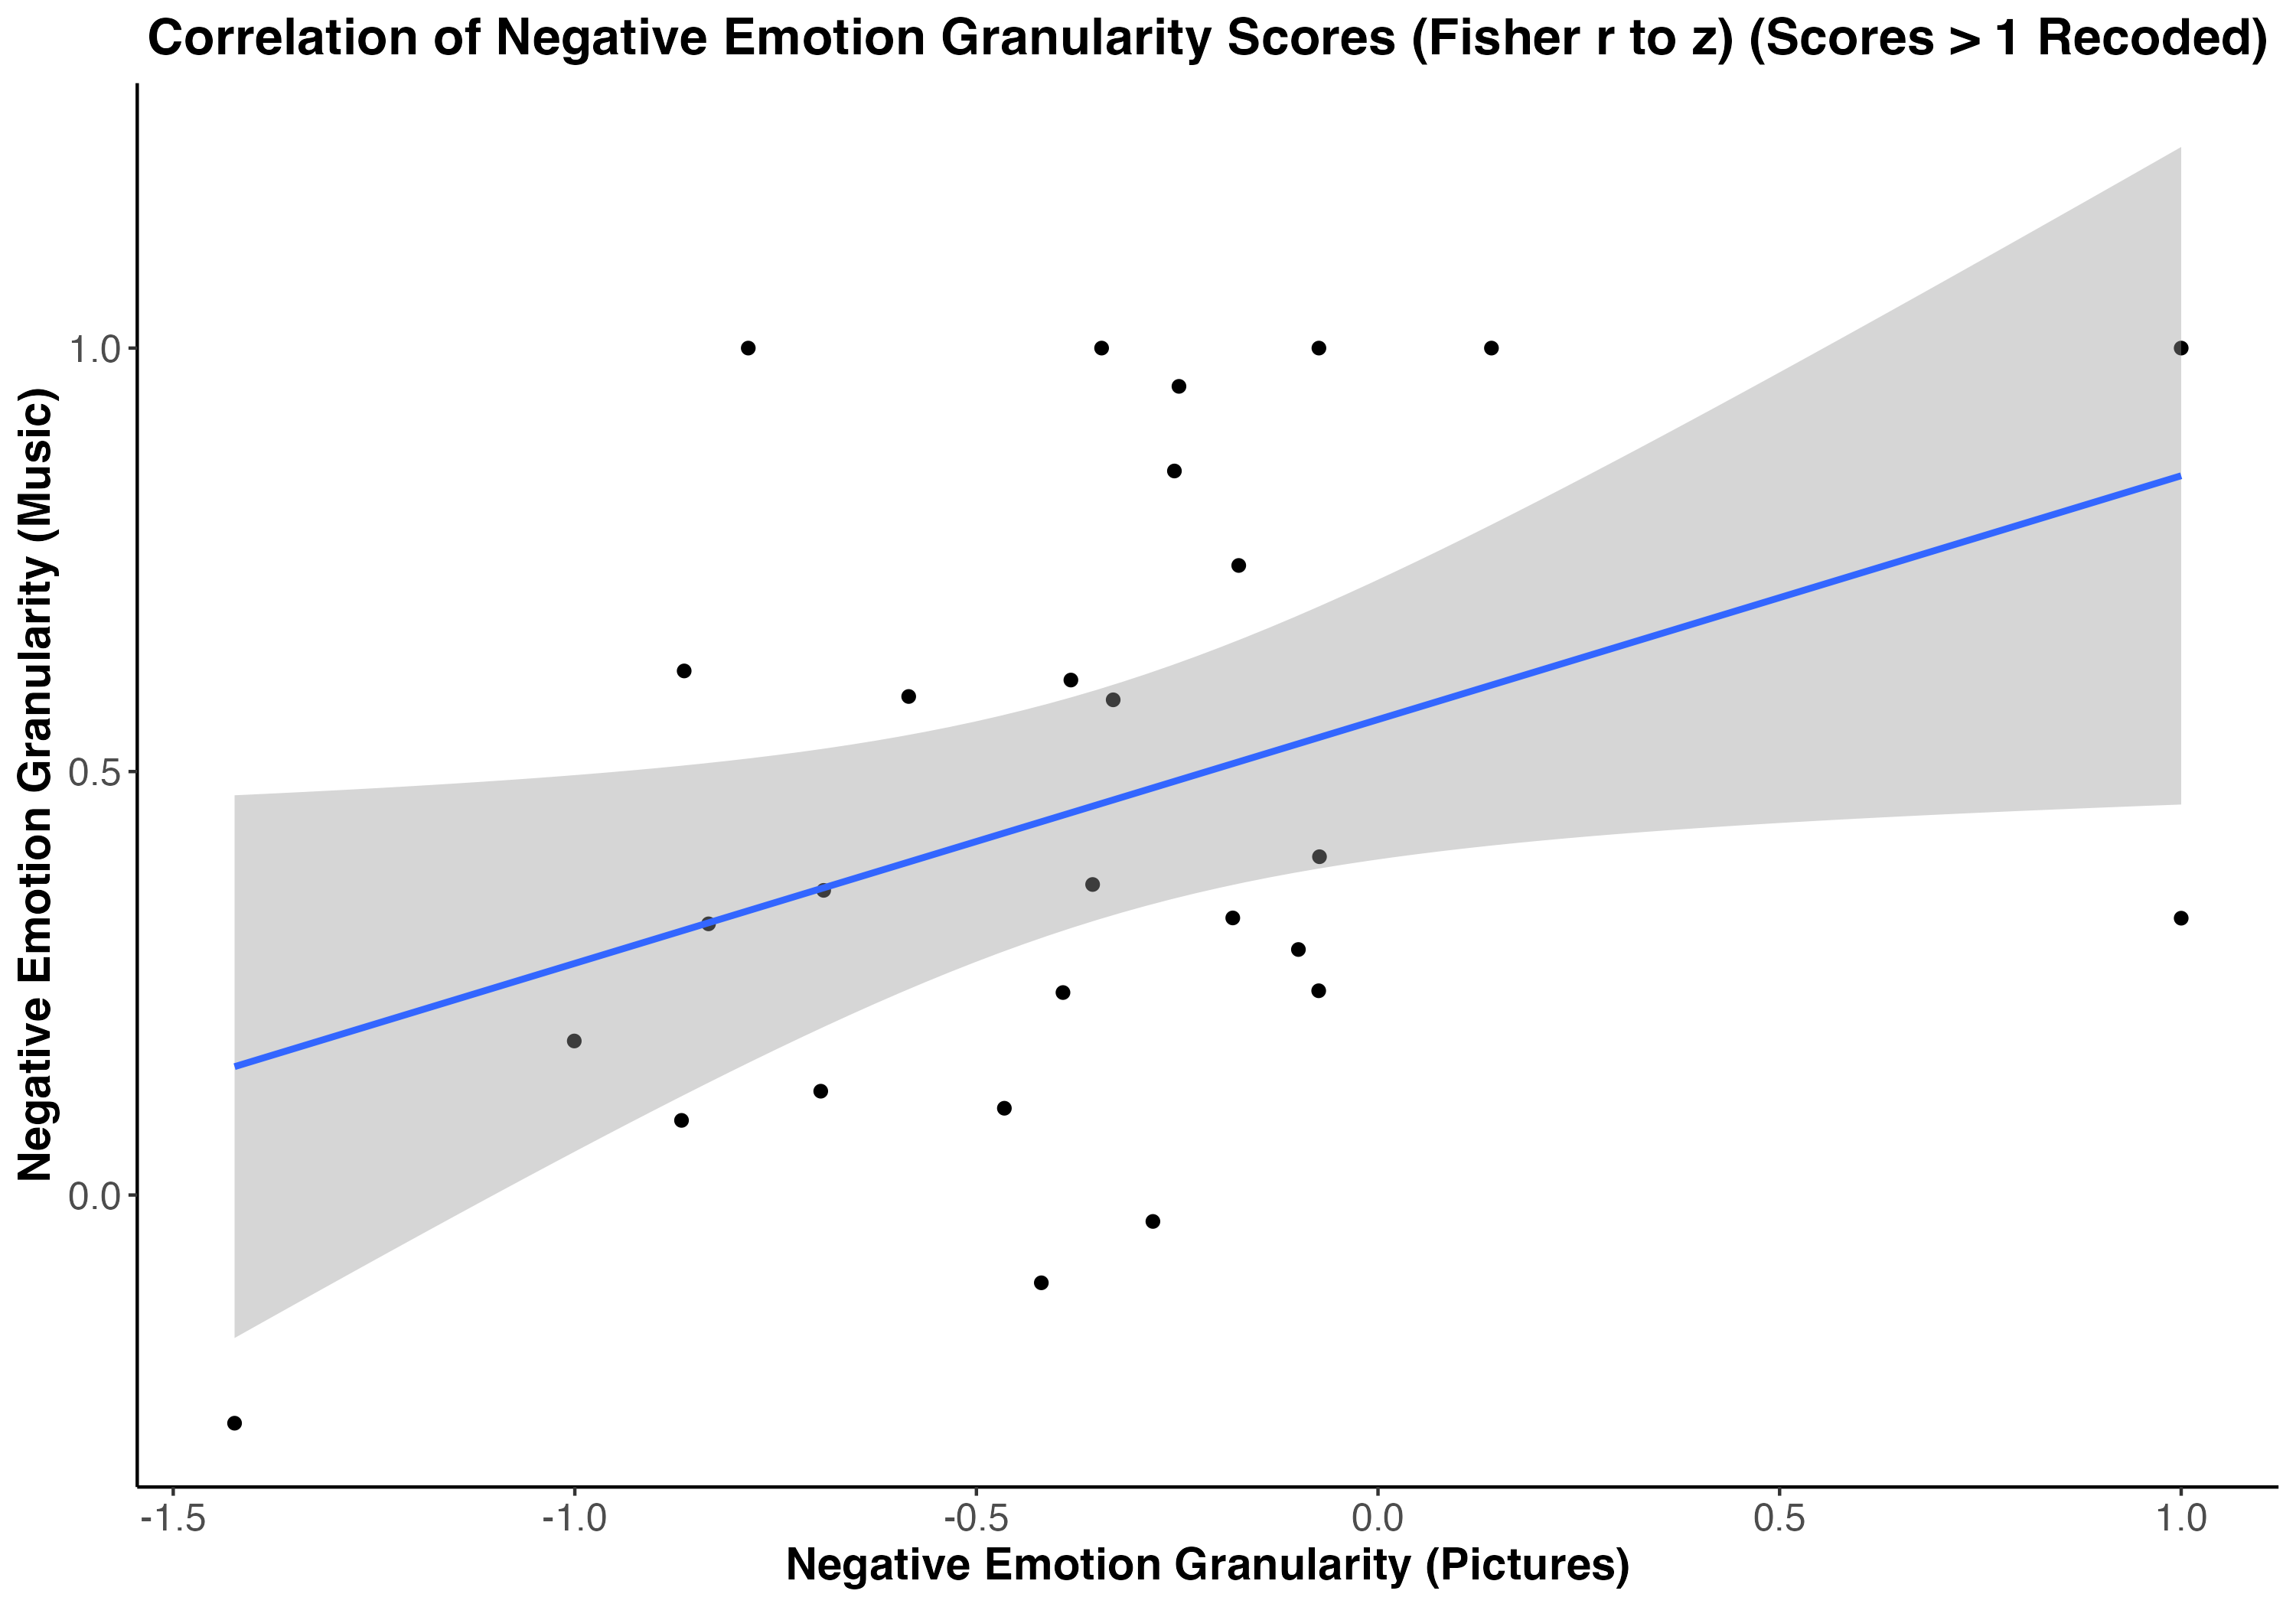 Correlation of Negative Emotion Granularity Scores (Fisher r to z) (Scores > 1 Recoded)
Negative Emotion Granularity (Music)
1.0
0.5
0.0
-1.5 -1.0 -0.5 0.0 0.5 1.0
Negative Emotion Granularity (Pictures)